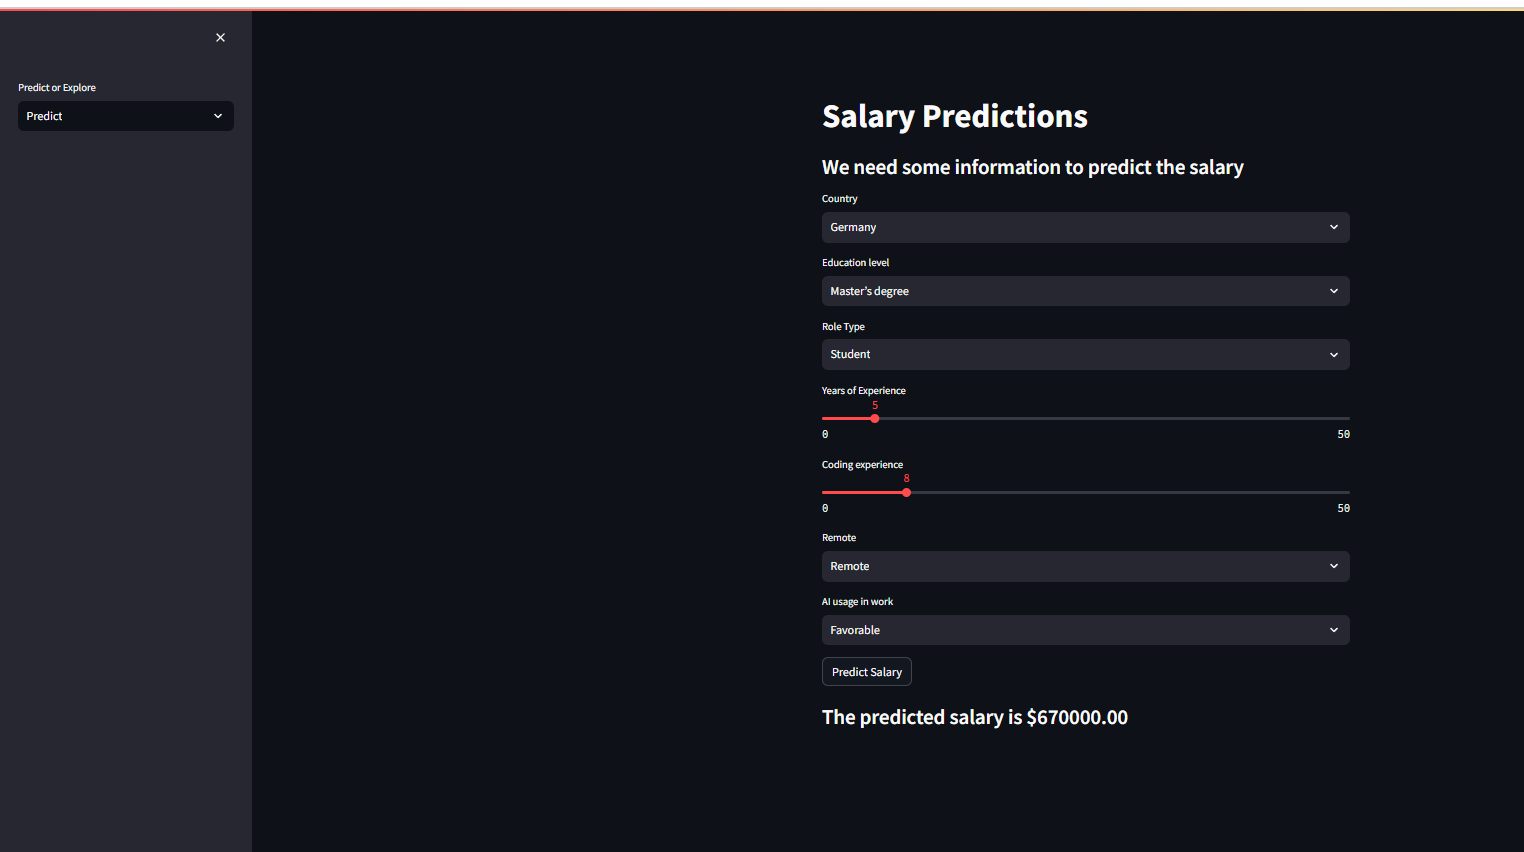 Predict or Explore
Predict
Salary Predictions
We need some information to predict the salary
Country
Germany
Education level
Master's degree
Role Type
Student
Years of Experience
5
0 50
Coding experience
8
0 50
Remote
Remote
AI usage in work
Favorable
Predict Salary
The predicted salary is $670000.00